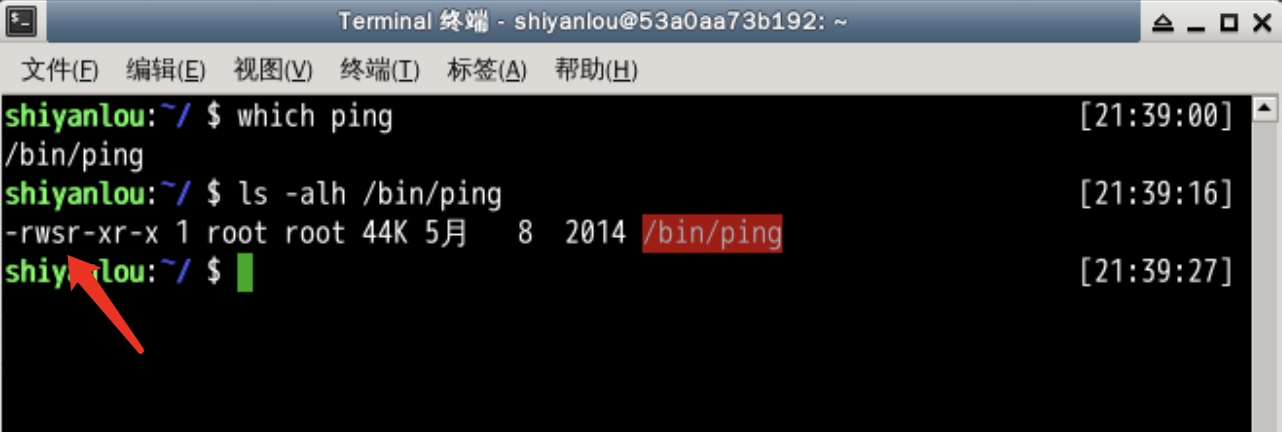 Terminal 终端 - shiyanlou@53a0aa73b192: ~
文件(F) 编辑(E) 视图(V) 终端(T) 标签(A) 帮助(H)
shiyanlou:~/ $ which ping [21:39:00]
/bin/ping
shiyanlou:~/ $ ls -alh /bin/ping [21:39:16]
-rwsr-xr-x 1 root root 44K 5月 8 2014 /bin/ping
shiyanlou:~/ $ [21:39:27]